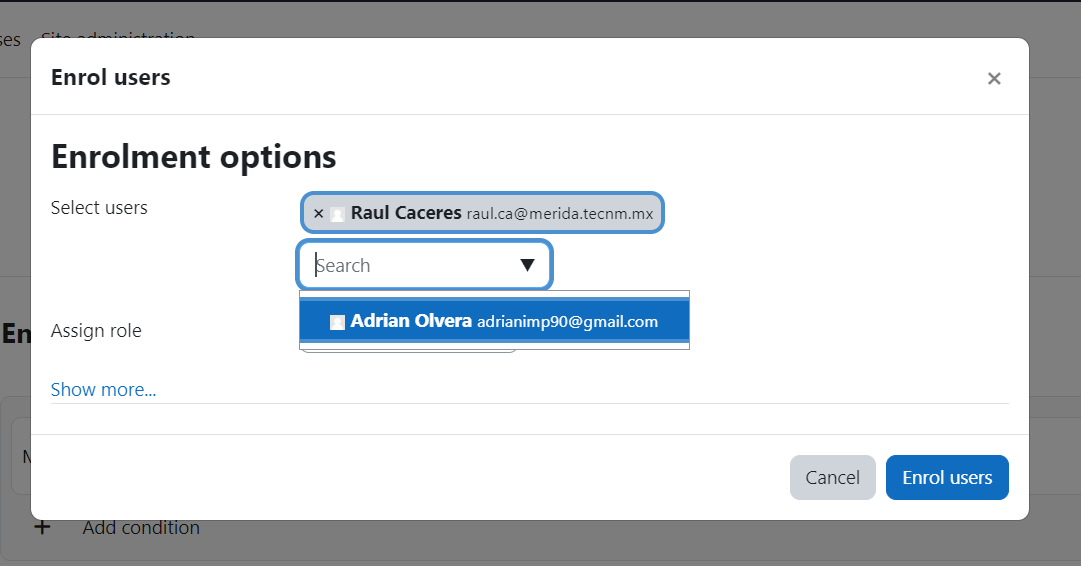 ses Site administration
Enrol users
×
Enrolment options
Select users
× Raul Caceres raul.ca@merida.tecnm.mx
Search ▼
Adrian Olvera adrianimp90@gmail.com
Assign role
En
Show more...
Cancel Enrol users
+ Add condition